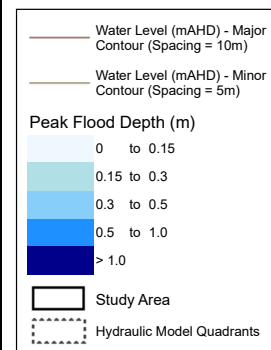 Water Level (mAHD) - Major
Contour (Spacing = 10m)
Water Level (mAHD) - Minor
Contour (Spacing = 5m)
Peak Flood Depth (m)
0 to 0.15
0.15 to 0.3
0.3 to 0.5
0.5 to 1.0
> 1.0
Study Area
Hydraulic Model Quadrants